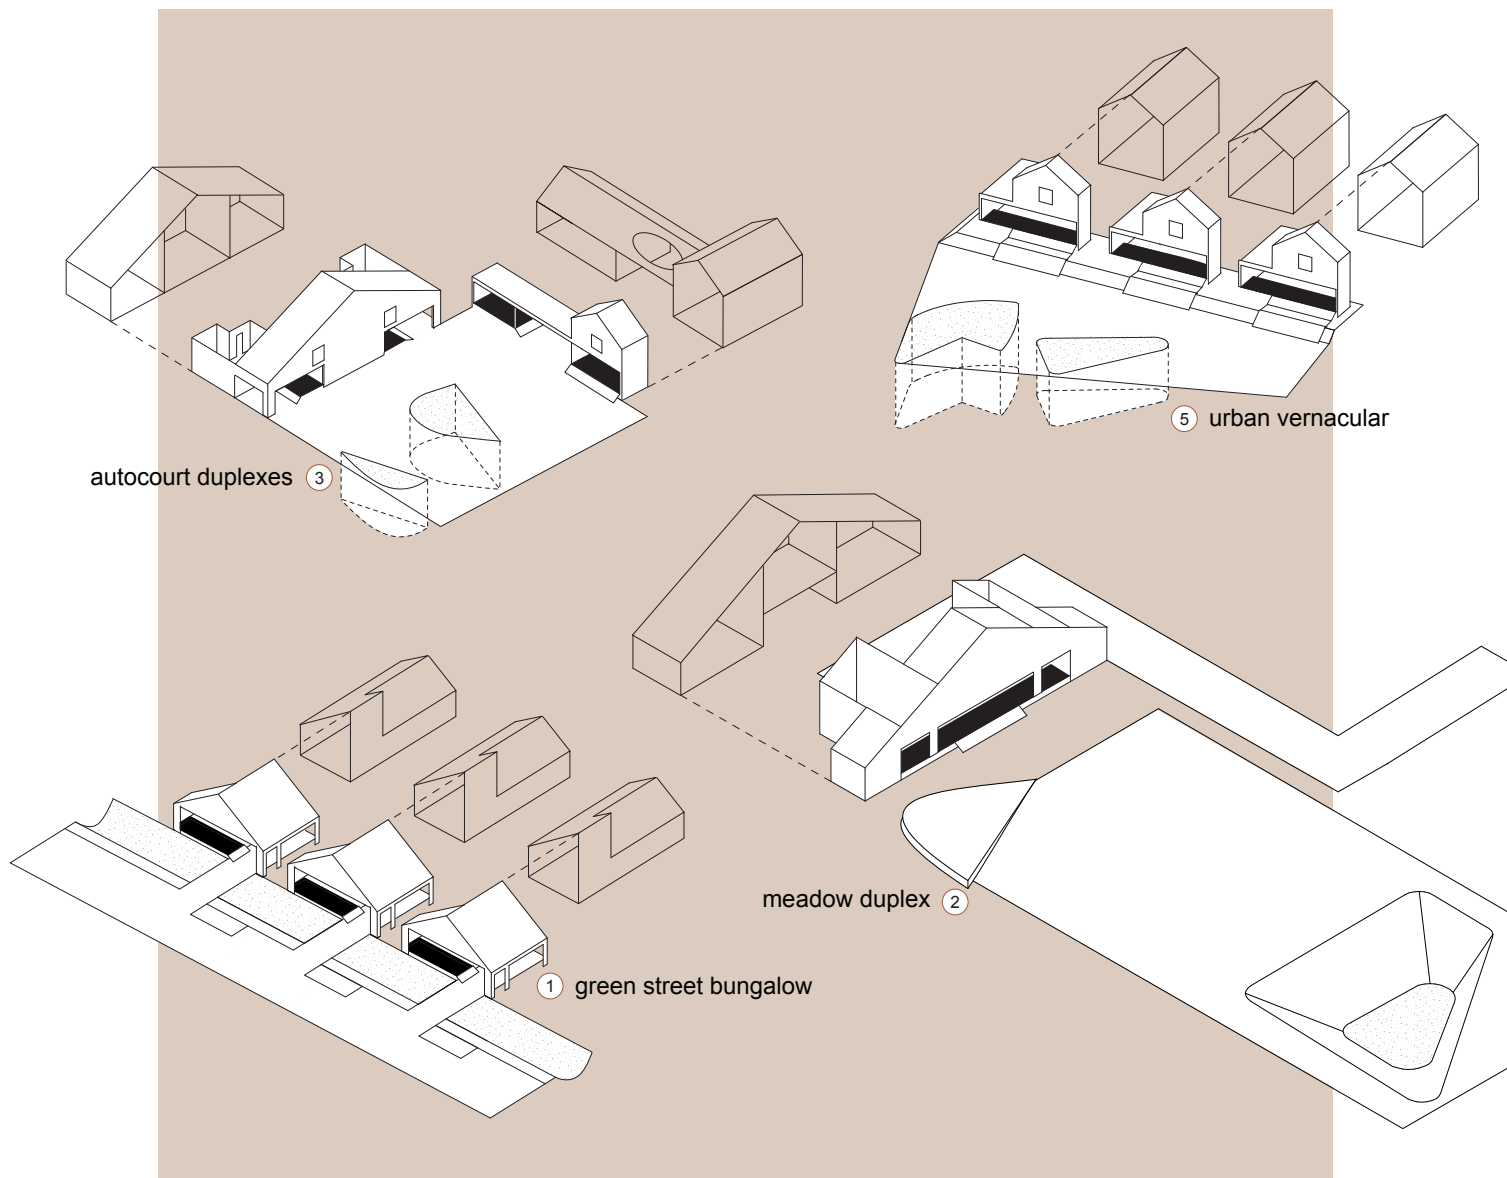 5 urban vernacular
autocourt duplexes 3
meadow duplex 2
1 green street bungalow